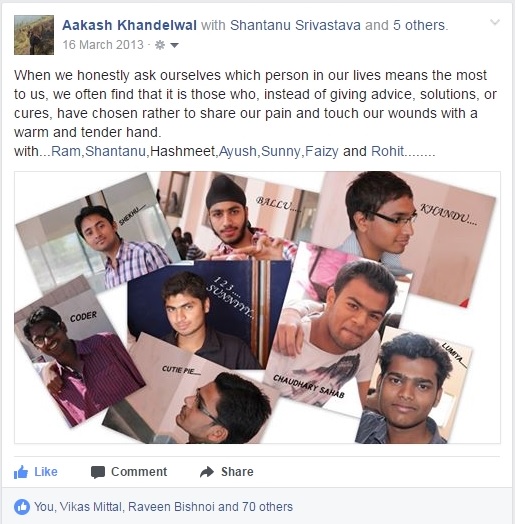 Aakash Khandelwal with Shantanu Srivastava and 5 others.
16 March 2013 ·
When we honestly ask ourselves which person in our lives means the most
to us, we often find that it is those who, instead of giving advice, solutions, or
cures, have chosen rather to share our pain and touch our wounds with a
warm and tender hand.
with...Ram,Shantanu,Hashmeet,Ayush,Sunny,Faizy and Rohit........
SHEKHU....
BALLU....
KHANDU....
CODER
1 2 3 ....
SUNNYYY...
CUTIE PIE....
CHAUDHARY SAHAB
LUMIYA....
Like Comment Share
You, Vikas Mittal, Raveen Bishnoi and 70 others